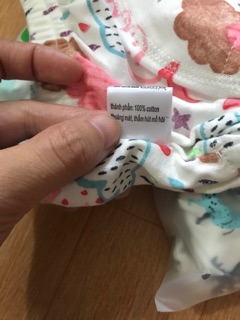 thành phần: 100% cotton
thoáng mát, thấm hút mồ hôi